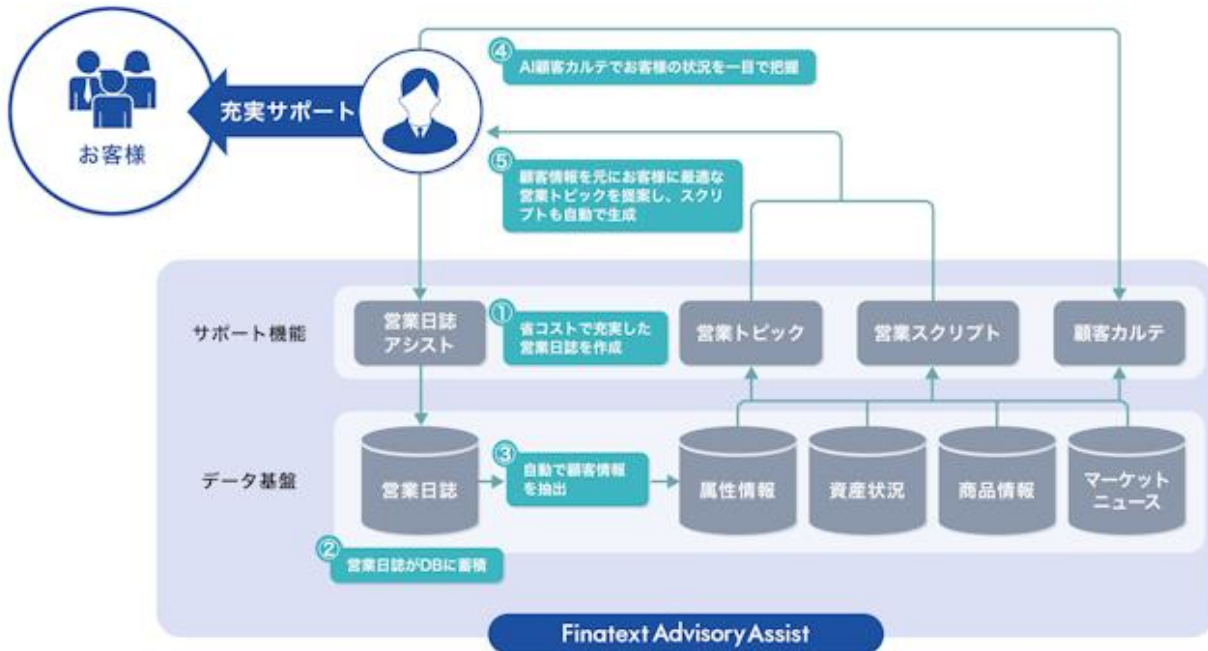 お客様
充実サポート
④
AI顧客カルテでお客様の状況を一目で把握
⑤
顧客情報を元にお客様に最適な
営業トピックを提案し、スクリ
プトも自動で生成
サポート機能
営業日誌
アシスト
①
省コストで充実した
営業日誌を作成
営業トピック
営業スクリプト
顧客カルテ
データ基盤
営業日誌
③
自動で顧客情報
を抽出
属性情報
資産状況
商品情報
マーケット
ニュース
②
営業日誌がDBに蓄積
Finatext Advisory Assist